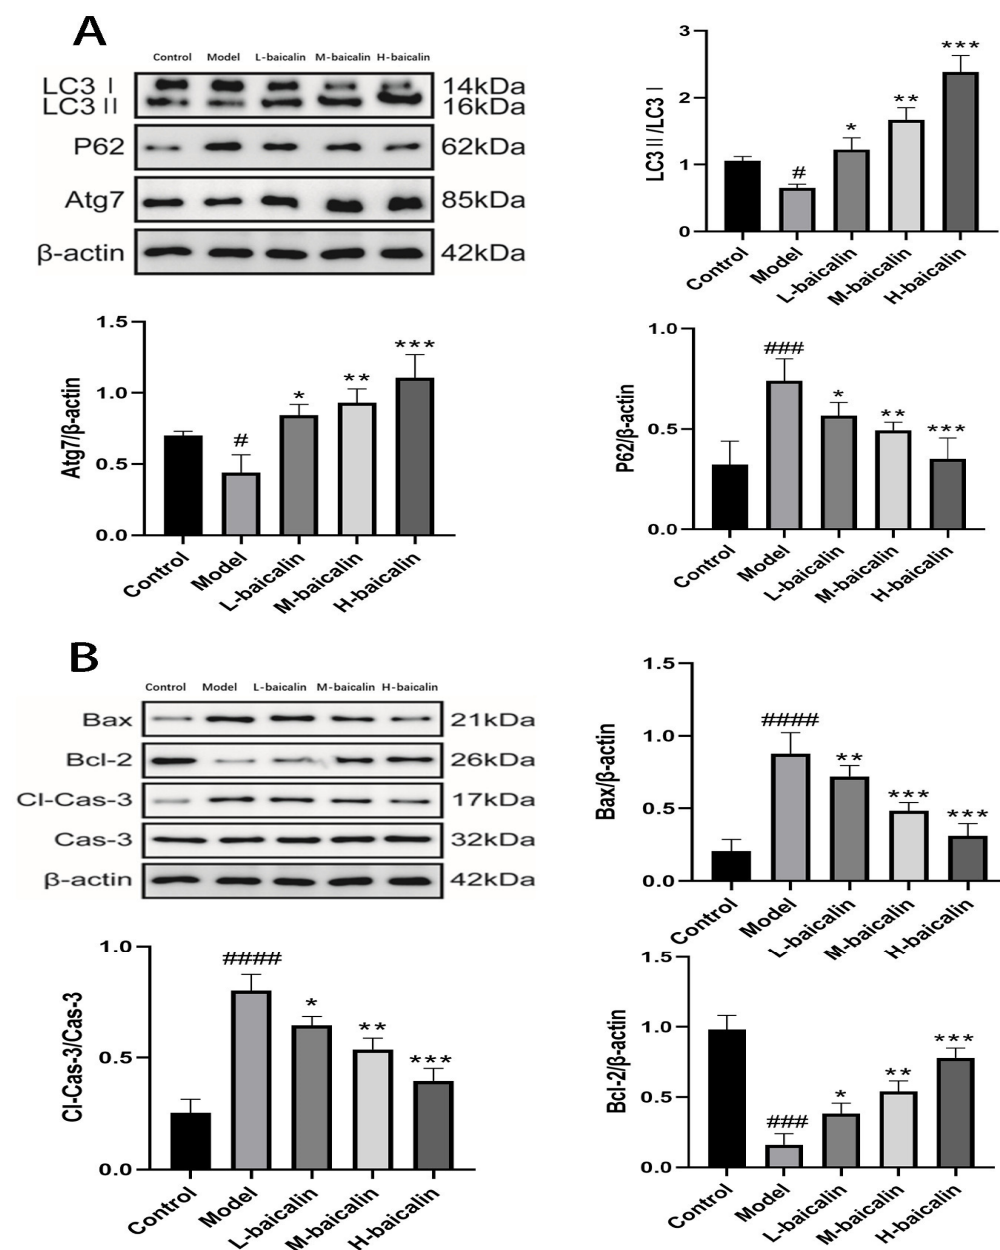 A
Control Model L-baicalin M-baicalin H-baicalin
LC3 Ⅰ 14kDa
LC3 Ⅱ 16kDa
P62 62kDa
Atg7 85kDa
β-actin 42kDa
LC3Ⅱ/LC3 Ⅰ
3
2
1
0
#
*
**
***
Control Model L-baicalin M-baicalin H-baicalin
Atg7/β-actin
1.5
1.0
0.5
0.0
#
*
**
***
Control Model L-baicalin M-baicalin H-baicalin
P62/β-actin
1.0
0.5
0.0
###
*
**
***
Control Model L-baicalin M-baicalin H-baicalin
B
Control Model L-baicalin M-baicalin H-baicalin
Bax 21kDa
Bcl-2 26kDa
Cl-Cas-3 17kDa
Cas-3 32kDa
β-actin 42kDa
Bax/β-actin
1.5
1.0
0.5
0.0
####
**
***
***
Control Model L-baicalin M-baicalin H-baicalin
Cl-Cas-3/Cas-3
1.0
0.5
0.0
####
*
**
***
Control Model L-baicalin M-baicalin H-baicalin
Bcl-2/β-actin
1.5
1.0
0.5
0.0
###
*
**
***
Control Model L-baicalin M-baicalin H-baicalin